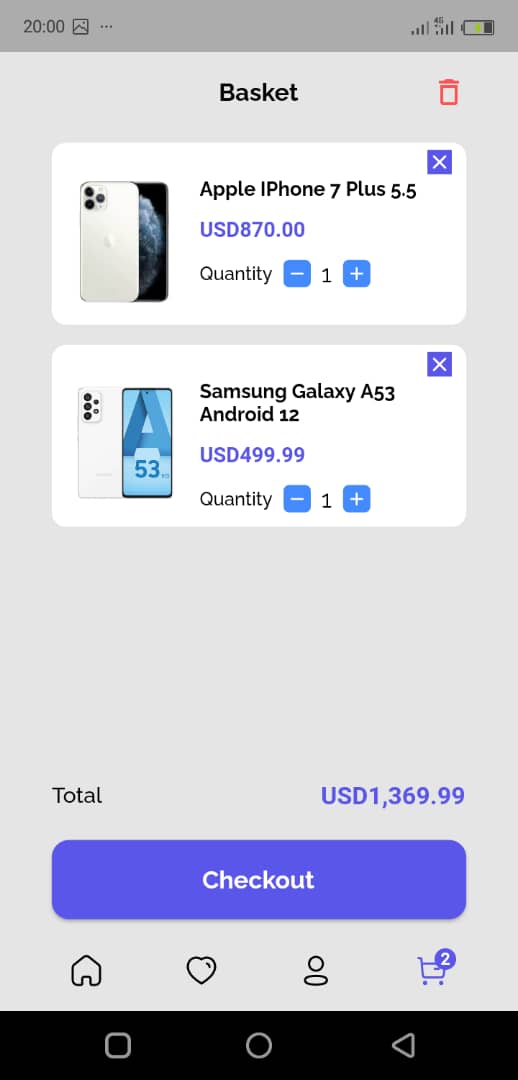 20:00
4G
Basket
Apple IPhone 7 Plus 5.5
USD870.00
Quantity 1
Samsung Galaxy A53
Android 12
USD499.99
Quantity 1
A
53
Total USD1,369.99
Checkout
2